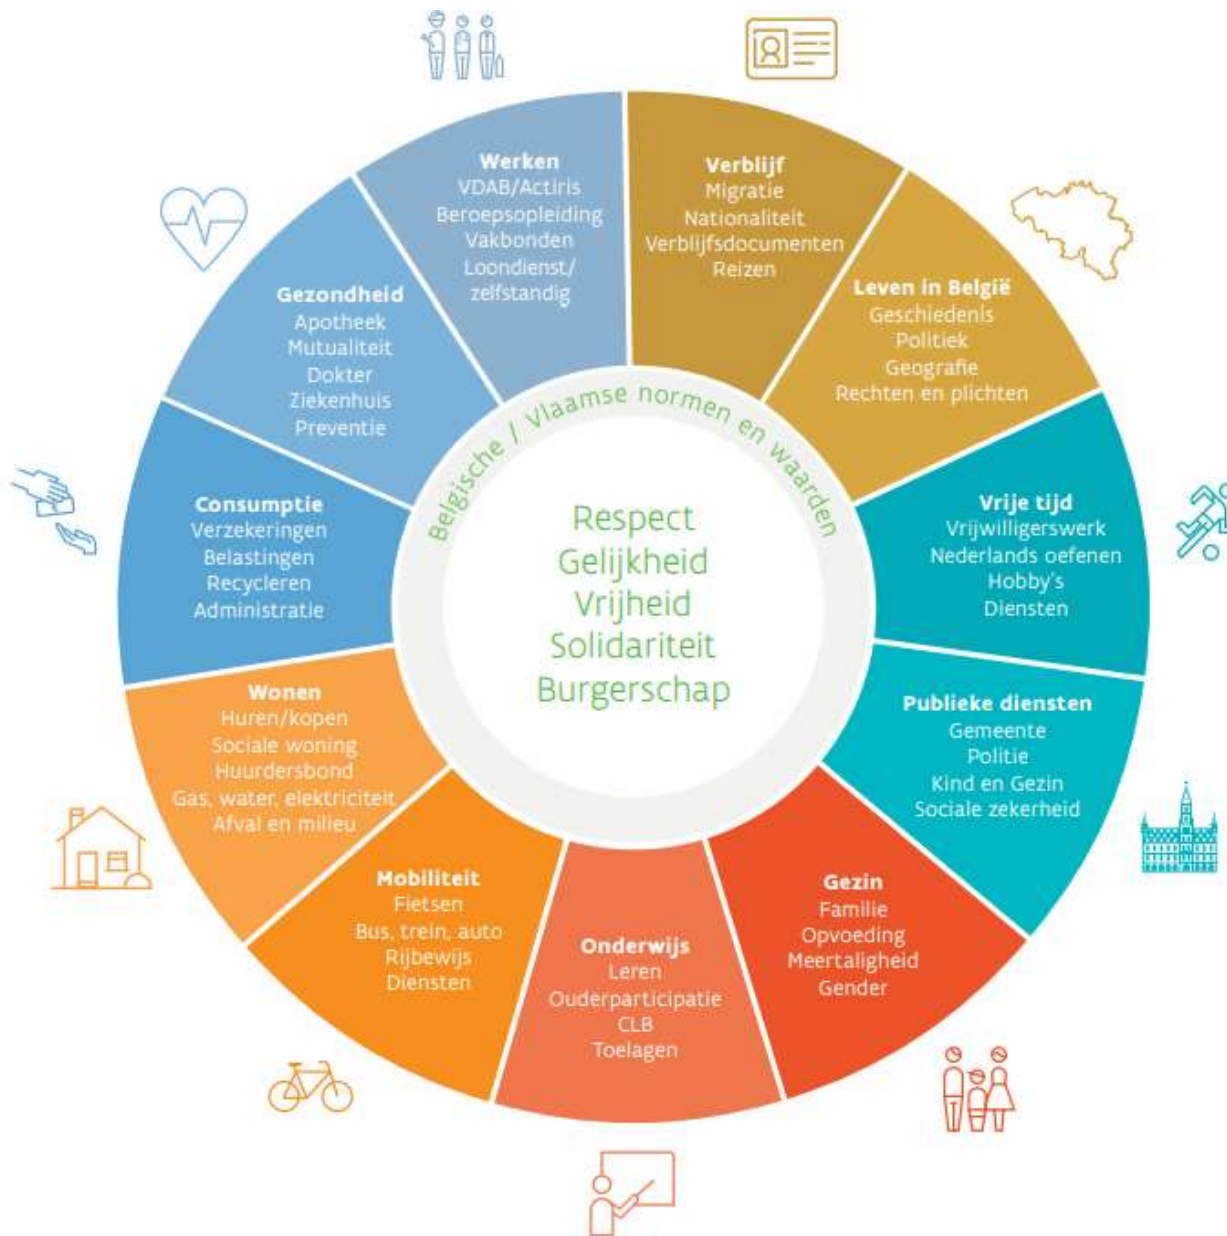 Werken
VDAB/Actiris
Beroepsopleiding
Vakbonden
Loondienst/
zelfstandig
Verblijf
Migratie
Nationaliteit
Verblijfsdocumenten
Reizen
Leven in België
Geschiedenis
Politiek
Geografie
Rechten en plichten
Vrije tijd
Vrijwilligerswerk
Nederlands oefenen
Hobby's
Diensten
Publieke diensten
Gemeente
Politie
Kind en Gezin
Sociale zekerheid
Gezin
Familie
Opvoeding
Meertaligheid
Gender
Onderwijs
Leren
Ouderparticipatie
CLB
Toelagen
Mobiliteit
Fietsen
Bus, trein, auto
Rijbewijs
Diensten
Wonen
Huren/kopen
Sociale woning
Huurdersbond
Gas, water, elektriciteit
Afval en milieu
Consumptie
Verzekeringen
Belastingen
Recycleren
Administratie
Gezondheid
Apotheek
Mutualiteit
Dokter
Ziekenhuis
Preventie
Belgische / Vlaamse normen en waarden
Respect
Gelijkheid
Vrijheid
Solidariteit
Burgerschap